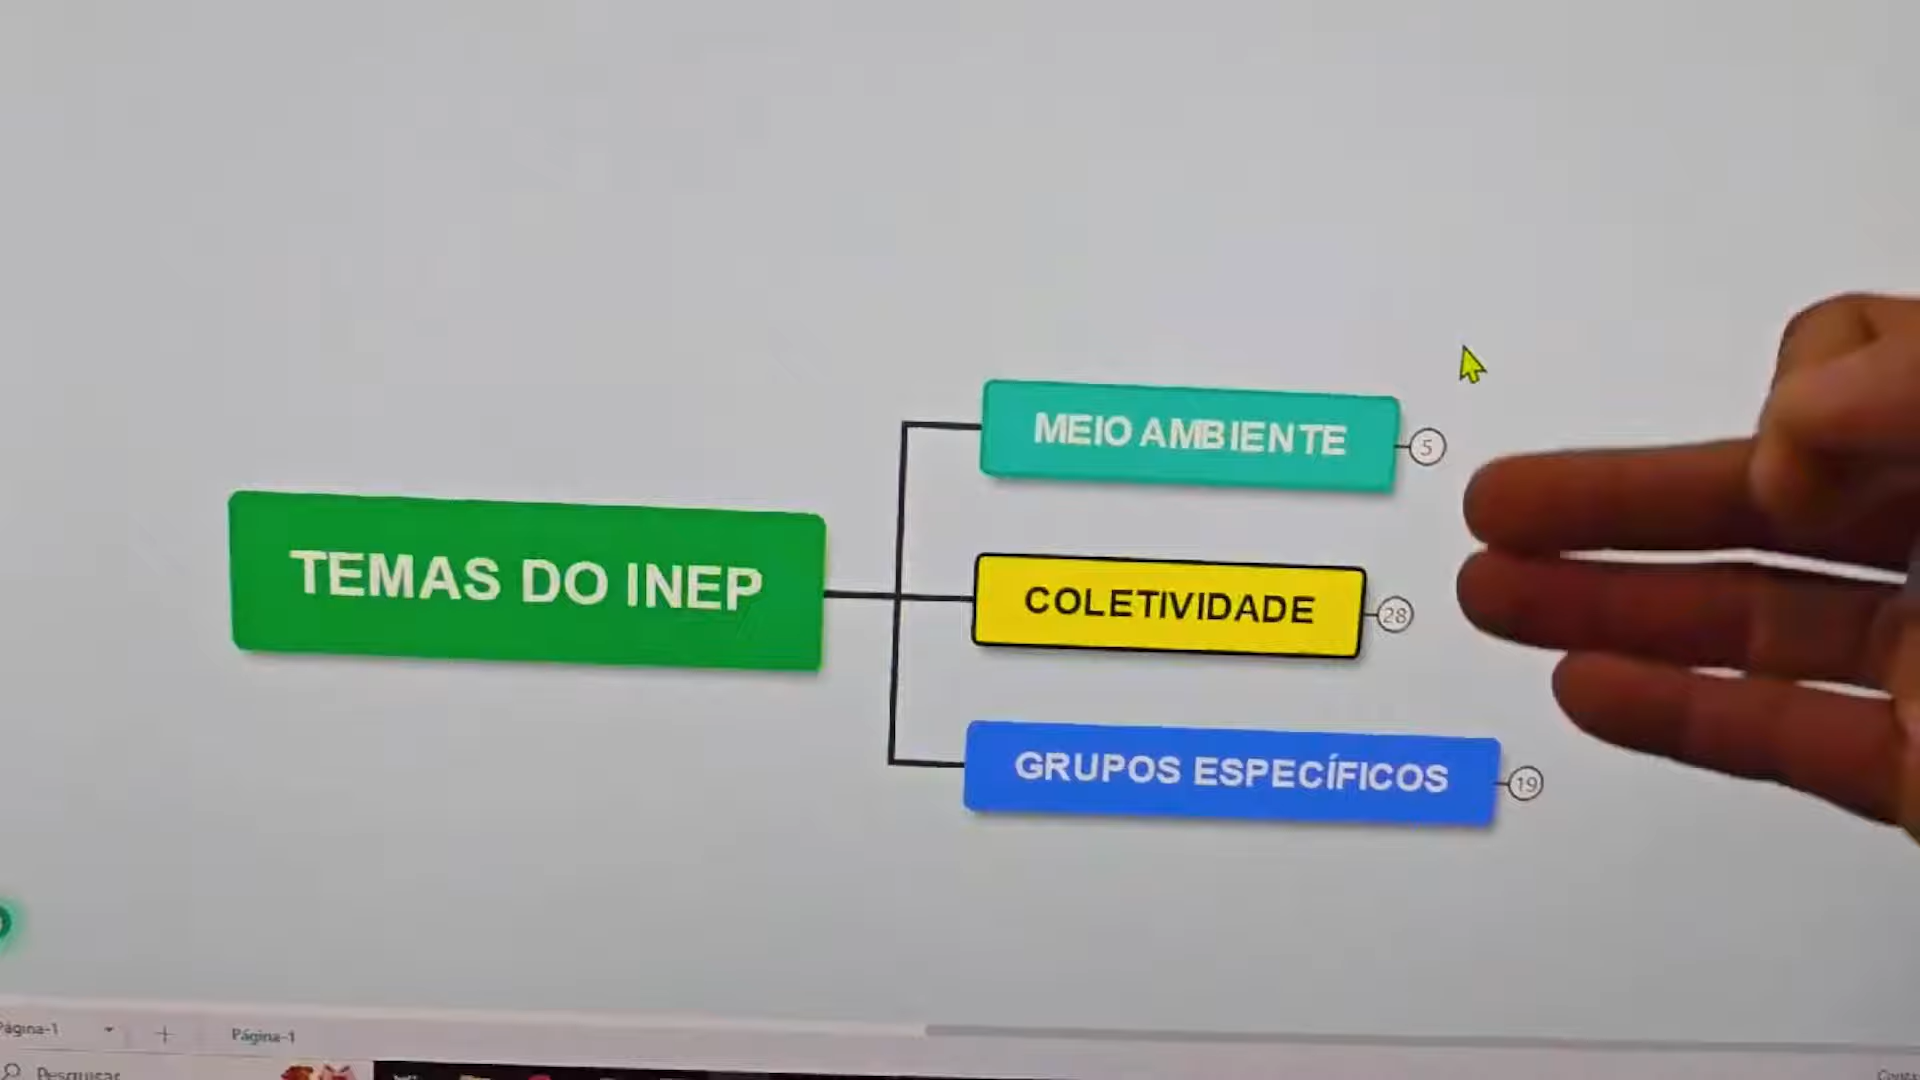 MEIO AMBIENTE
5
TEMAS DO INEP
COLETIVIDADE
28
GRUPOS ESPECÍFICOS
19
Página-1
Página-1
Pesquisar